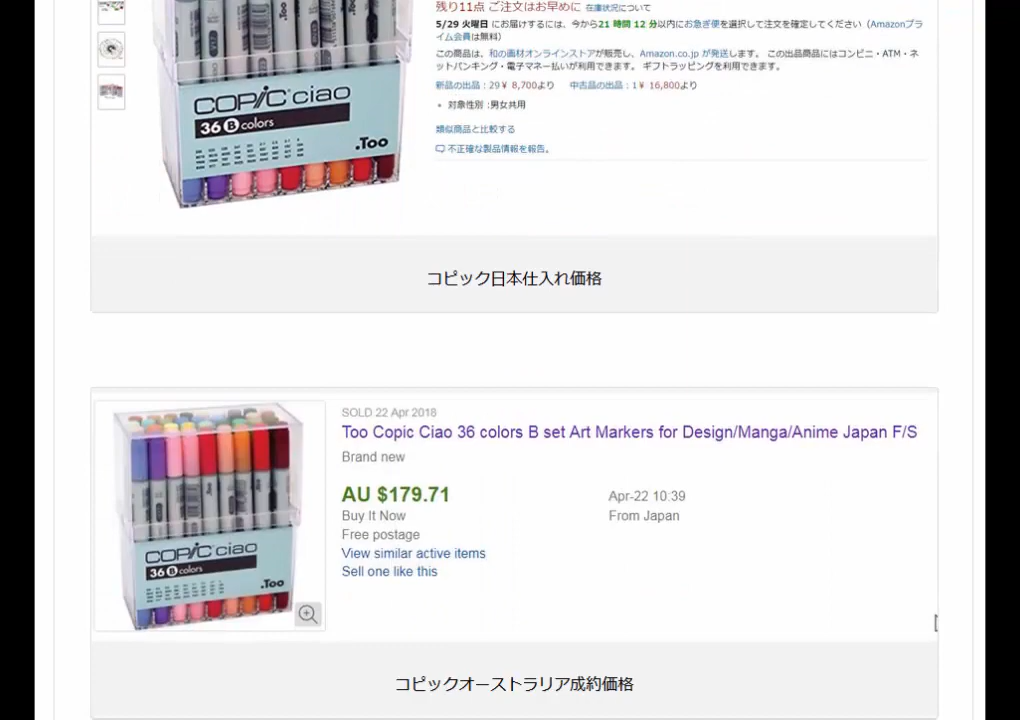 残り11点 ご注文はお早めに 在庫状況について
5/29 火曜日 にお届けするには、今から21 時間 12 分以内にお急ぎ便を選択して注文を確定してください（Amazonプラ
イム会員は無料）
この商品は、和の画材オンラインストアが販売し、Amazon.co.jp が発送します。 この出品商品にはコンビニ・ATM・ネ
ットバンキング・電子マネー払いが利用できます。 ギフトラッピングを利用できます。
新品の出品：29￥ 8,700より 中古品の出品：1￥ 16,800より
• 対象性別 :男女共用
類似商品と比較する
不正確な製品情報を報告。
COPIC ciao
36 B colors
.Too
コピック日本仕入れ価格
SOLD 22 Apr 2018
Too Copic Ciao 36 colors B set Art Markers for Design/Manga/Anime Japan F/S
Brand new
AU $179.71
Apr-22 10:39
Buy It Now
From Japan
Free postage
View similar active items
Sell one like this
COPIC ciao
36 B colors
.Too
コピックオーストラリア成約価格